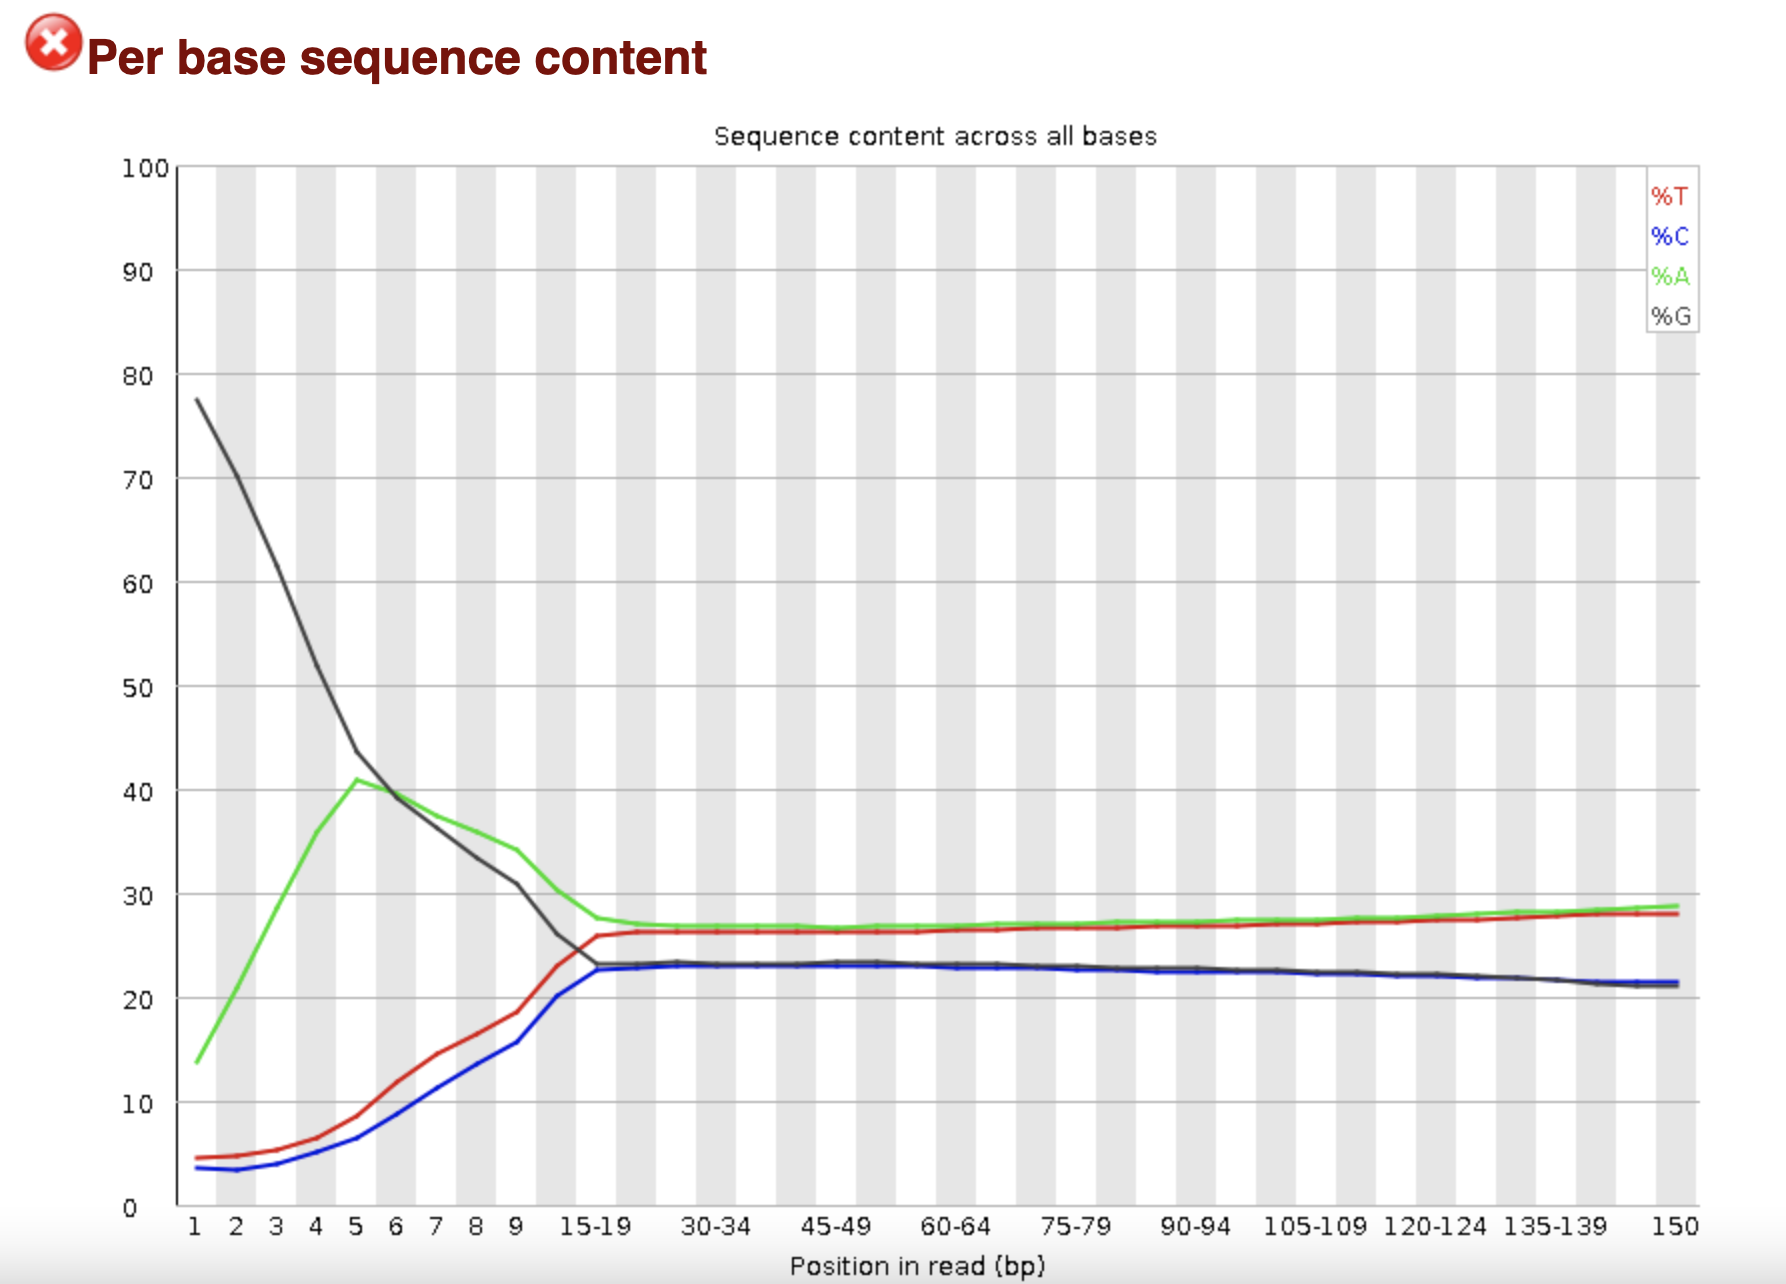 Per base sequence content
Sequence content across all bases
100
90
80
70
60
50
40
30
20
10
0
%T
%C
%A
%G
1 2 3 4 5 6 7 8 9 15-19 30-34 45-49 60-64 75-79 90-94 105-109 120-124 135-139 150
Position in read (bp)